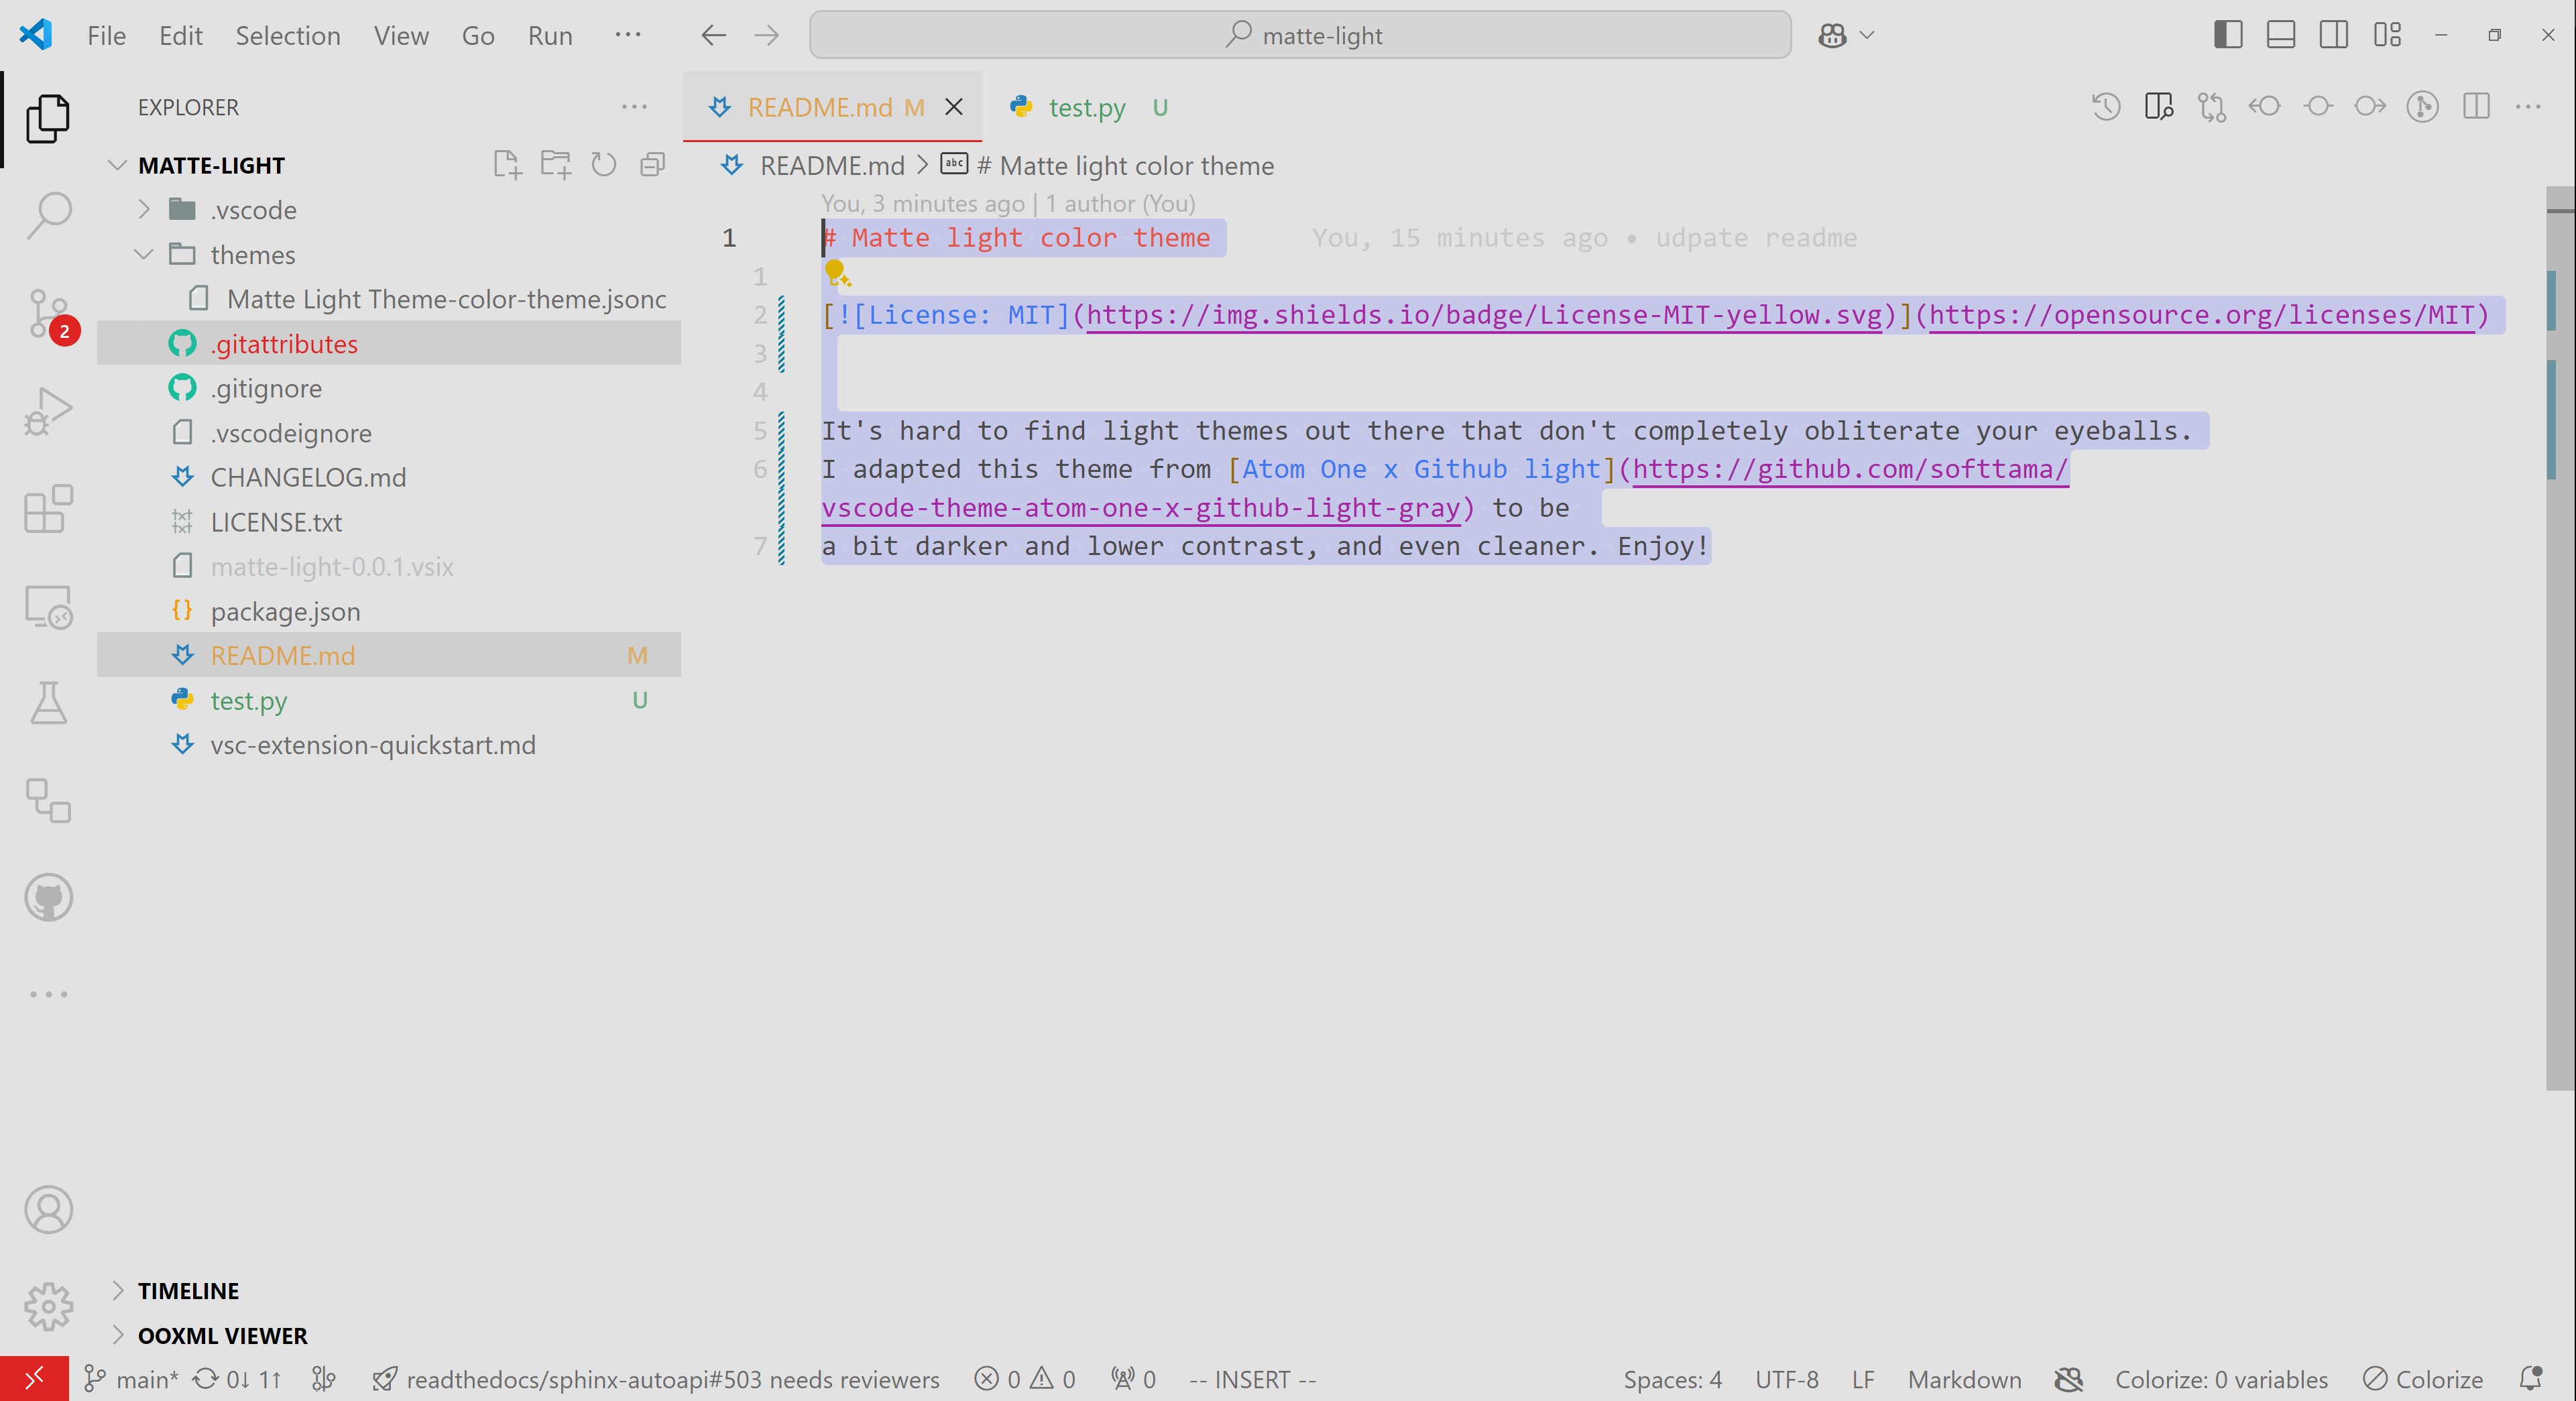 File Edit Selection View Go Run ··· matte-light
EXPLORER ···
README.md M
test.py U
MATTE-LIGHT
README.md > # Matte light color theme
.vscode
themes
Matte Light Theme-color-theme.jsonc
.gitattributes
.gitignore
.vscodeignore
CHANGELOG.md
LICENSE.txt
matte-light-0.0.1.vsix
package.json
README.md M
test.py U
vsc-extension-quickstart.md
TIMELINE
OOXML VIEWER
2
You, 3 minutes ago | 1 author (You)
1 # Matte light color theme You, 15 minutes ago • udpate readme
1
2 [![License: MIT](https://img.shields.io/badge/License-MIT-yellow.svg)](https://opensource.org/licenses/MIT)
3
4
5 It's hard to find light themes out there that don't completely obliterate your eyeballs.
6 I adapted this theme from [Atom One x Github light](https://github.com/softtama/
vscode-theme-atom-one-x-github-light-gray) to be
7 a bit darker and lower contrast, and even cleaner. Enjoy!
main* 0↓ 1↑ readthedocs/sphinx-autoapi#503 needs reviewers 0 0 0 -- INSERT -- Spaces: 4 UTF-8 LF Markdown Colorize: 0 variables Colorize